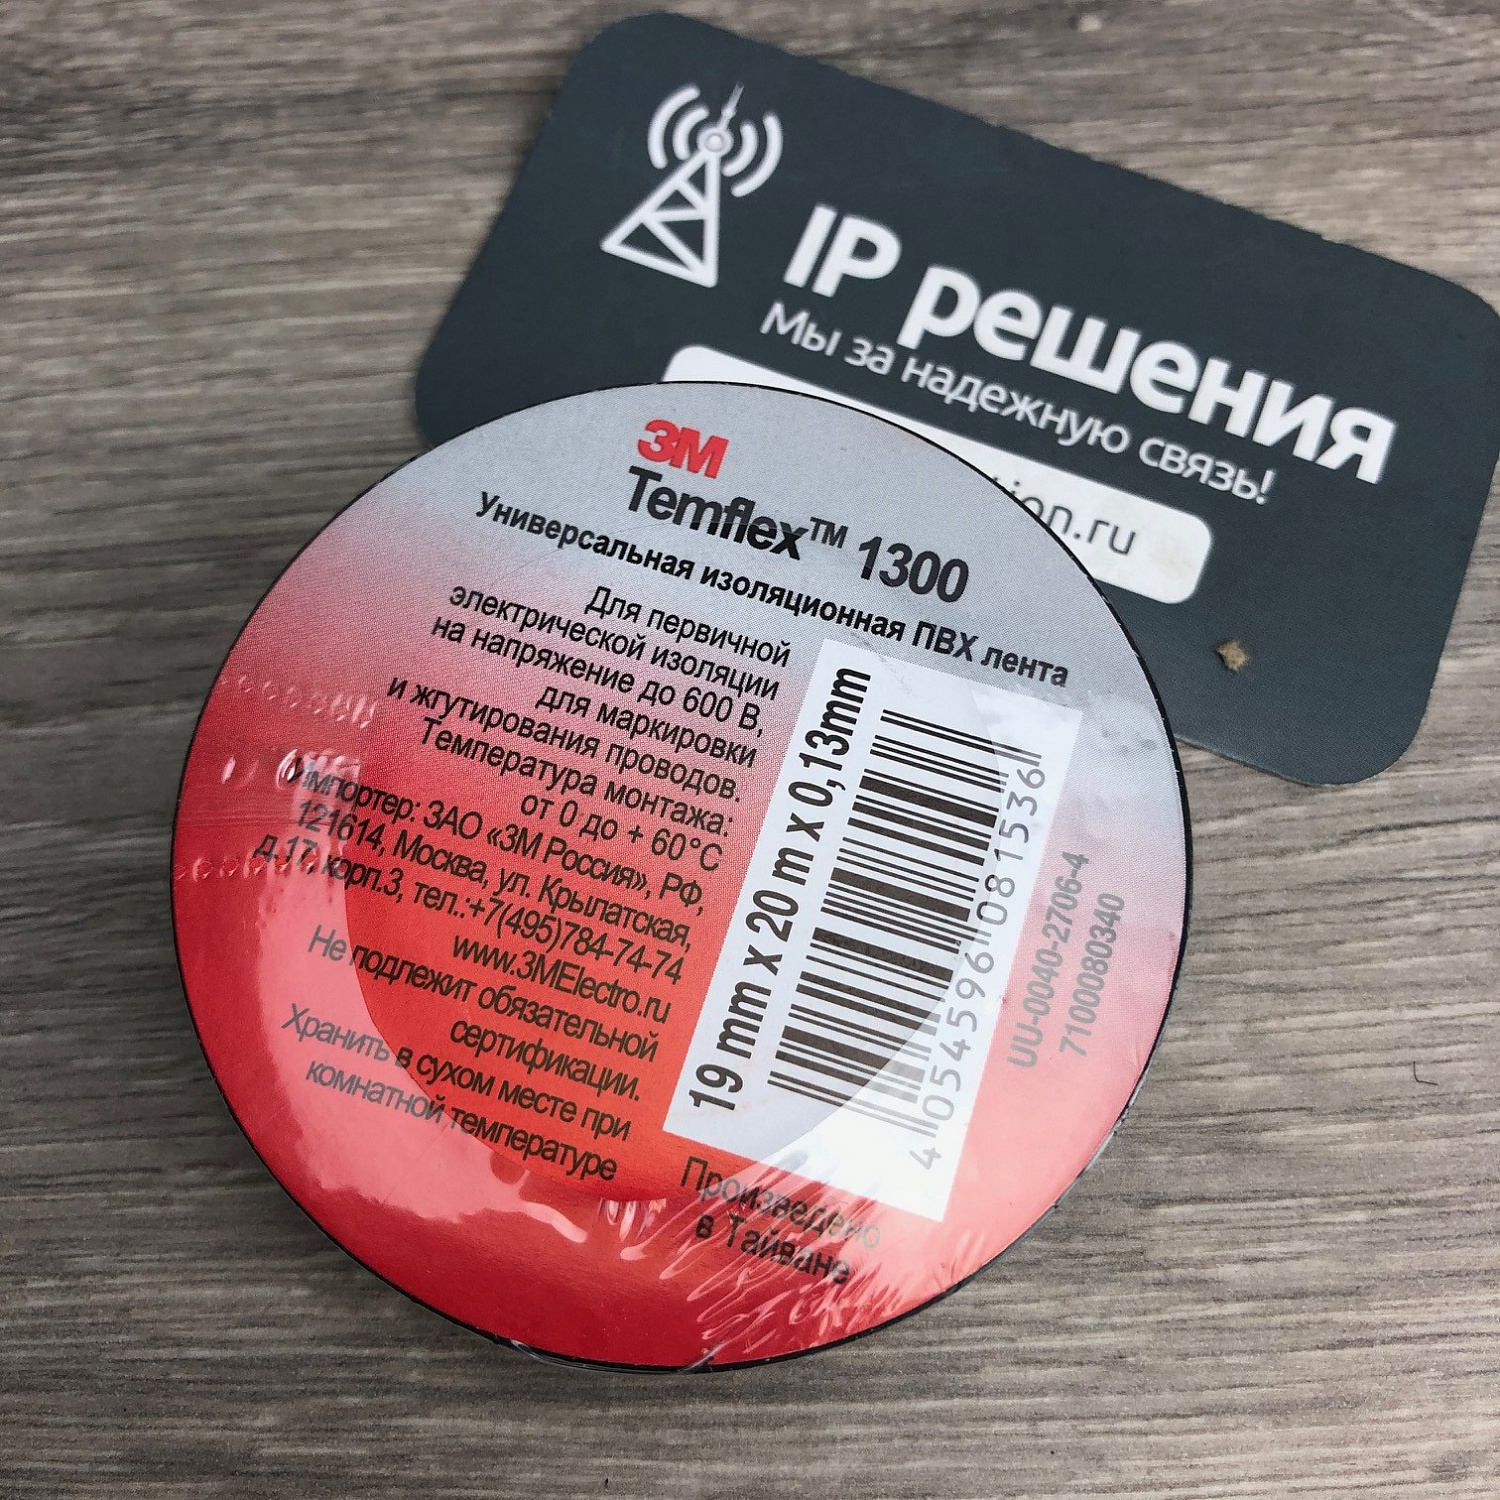 IP решения
Мы за надежную связь!
ion.ru
3M
Temflex™ 1300
Универсальная изоляционная ПВХ лента
Для первичной
электрической изоляции
на напряжение до 600 В,
для маркировки
и жгутирования проводов.
Температура монтажа:
от 0 до + 60°С
Импортер: ЗАО «3М Россия», РФ,
121614, Москва, ул. Крылатская,
д.17, корп.3, тел.:+7(495)784-74-74
www.3MElectro.ru
Не подлежит обязательной
сертификации.
Хранить в сухом месте при
комнатной температуре
19 mm x 20 m x 0,13mm
4 054596 081536
UU-0040-2706-4
7100080340
Произведено
в Тайване